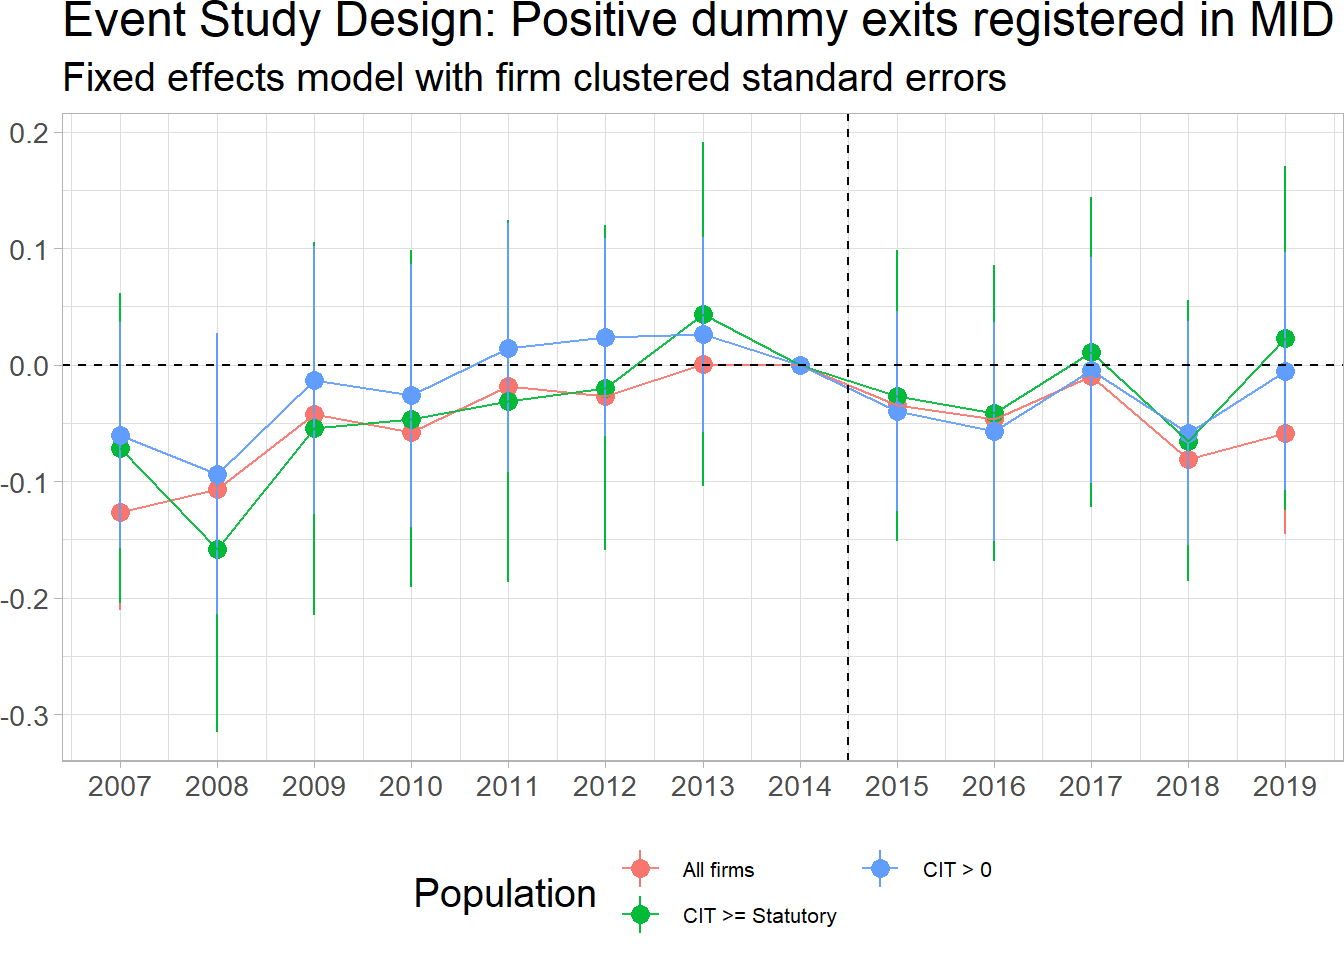 Event Study Design: Positive dummy exits registered in MID
Fixed effects model with firm clustered standard errors
0.2
0.1
0.0
-0.1
-0.2
-0.3
2007 2008 2009 2010 2011 2012 2013 2014 2015 2016 2017 2018 2019
Population
All firms
CIT >= Statutory
CIT > 0